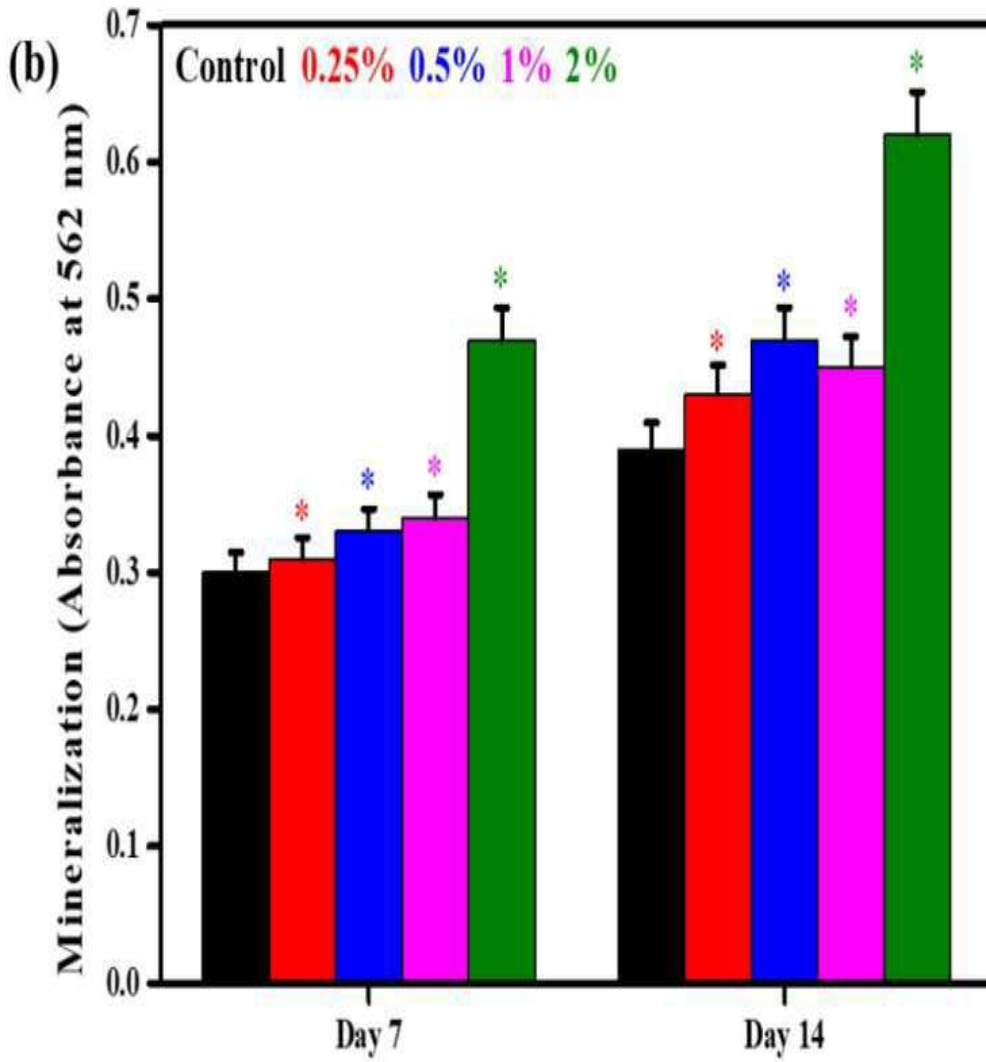 (b)
Control 0.25% 0.5% 1% 2%
Mineralization (Absorbance at 562 nm)
0.7
0.6
0.5
0.4
0.3
0.2
0.1
0.0
* * * *
* * * *
Day 7 Day 14